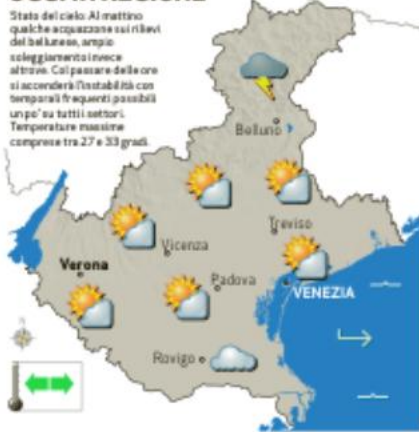 Stato del cielo. Al mattino
qualche acquazzone sui rilievi
del bellunese, ampio
soleggiamento invece
altrove. Col passare delle ore
si accenderà l'instabilità con
temporali frequenti possibili
un po' su tutti i settori.
Temperature massime
comprese tra 27 e 33 gradi.
Belluno
Treviso
Vicenza
Verona
Padova
VENEZIA
Rovigo